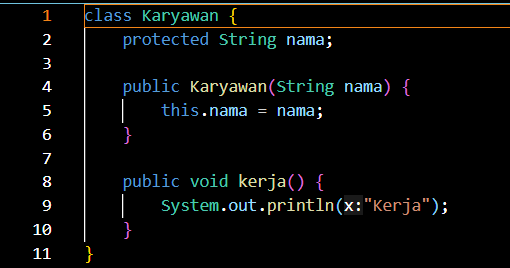 1 class Karyawan {
2     protected String nama;
3
4     public Karyawan(String nama) {
5         this.nama = nama;
6     }
7
8     public void kerja() {
9         System.out.println(x:"Kerja");
10     }
11 }